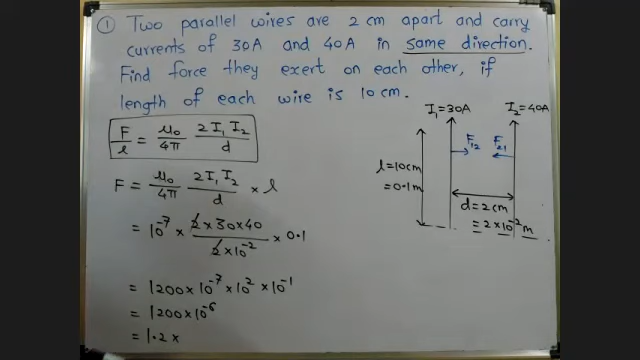 ① Two parallel wires are 2 cm apart and carry
currents of 30A and 40A in same direction.
Find force they exert on each other, if
length of each wire is 10 cm.
I₁=30A I₂=40A
F/l = μ₀/4π 2I₁I₂/d
F₁₂ F₂₁
F = μ₀/4π 2I₁I₂/d × l
l=10cm
=0.1m
d=2cm
=2×10⁻²m
= 10⁻⁷ × 2×30×40/2×10⁻² × 0.1
= 1200×10⁻⁷×10²×10⁻¹
= 1200×10⁻⁶
= 1.2×